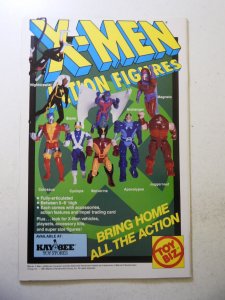 X-MEN
ACTION FIGURES
Nightcrawler
Magneto
Storm
Archangel
Colossus
Cyclops
Wolverine
Apocalypse
Juggernaut
• Fully-articulated
• Between 5-6" high
• Each comes with accessories,
action features and hope! trading card
Plus... look for X-Men vehicles,
playsets, accessory kits
and super size figures!
AVAILABLE AT:
KAY-BEE
TOY STORES
BRING HOME
ALL THE ACTION
TOY
BIZ